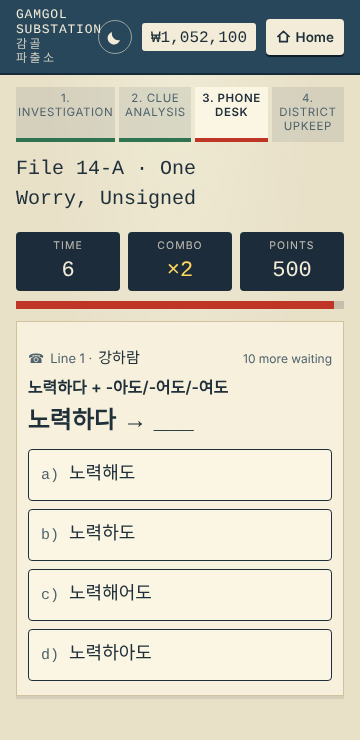 GAMGOL
SUBSTATION
감골
파출소
₩1,052,100
Home
1.
INVESTIGATION
2. CLUE
ANALYSIS
3. PHONE
DESK
4.
DISTRICT
UPKEEP
File 14-A · One
Worry, Unsigned
TIME
6
COMBO
×2
POINTS
500
☎ Line 1 · 강하람
10 more waiting
노력하다 + -아도/-어도/-여도
노력하다 → ___
a) 노력해도
b) 노력하도
c) 노력해어도
d) 노력하아도